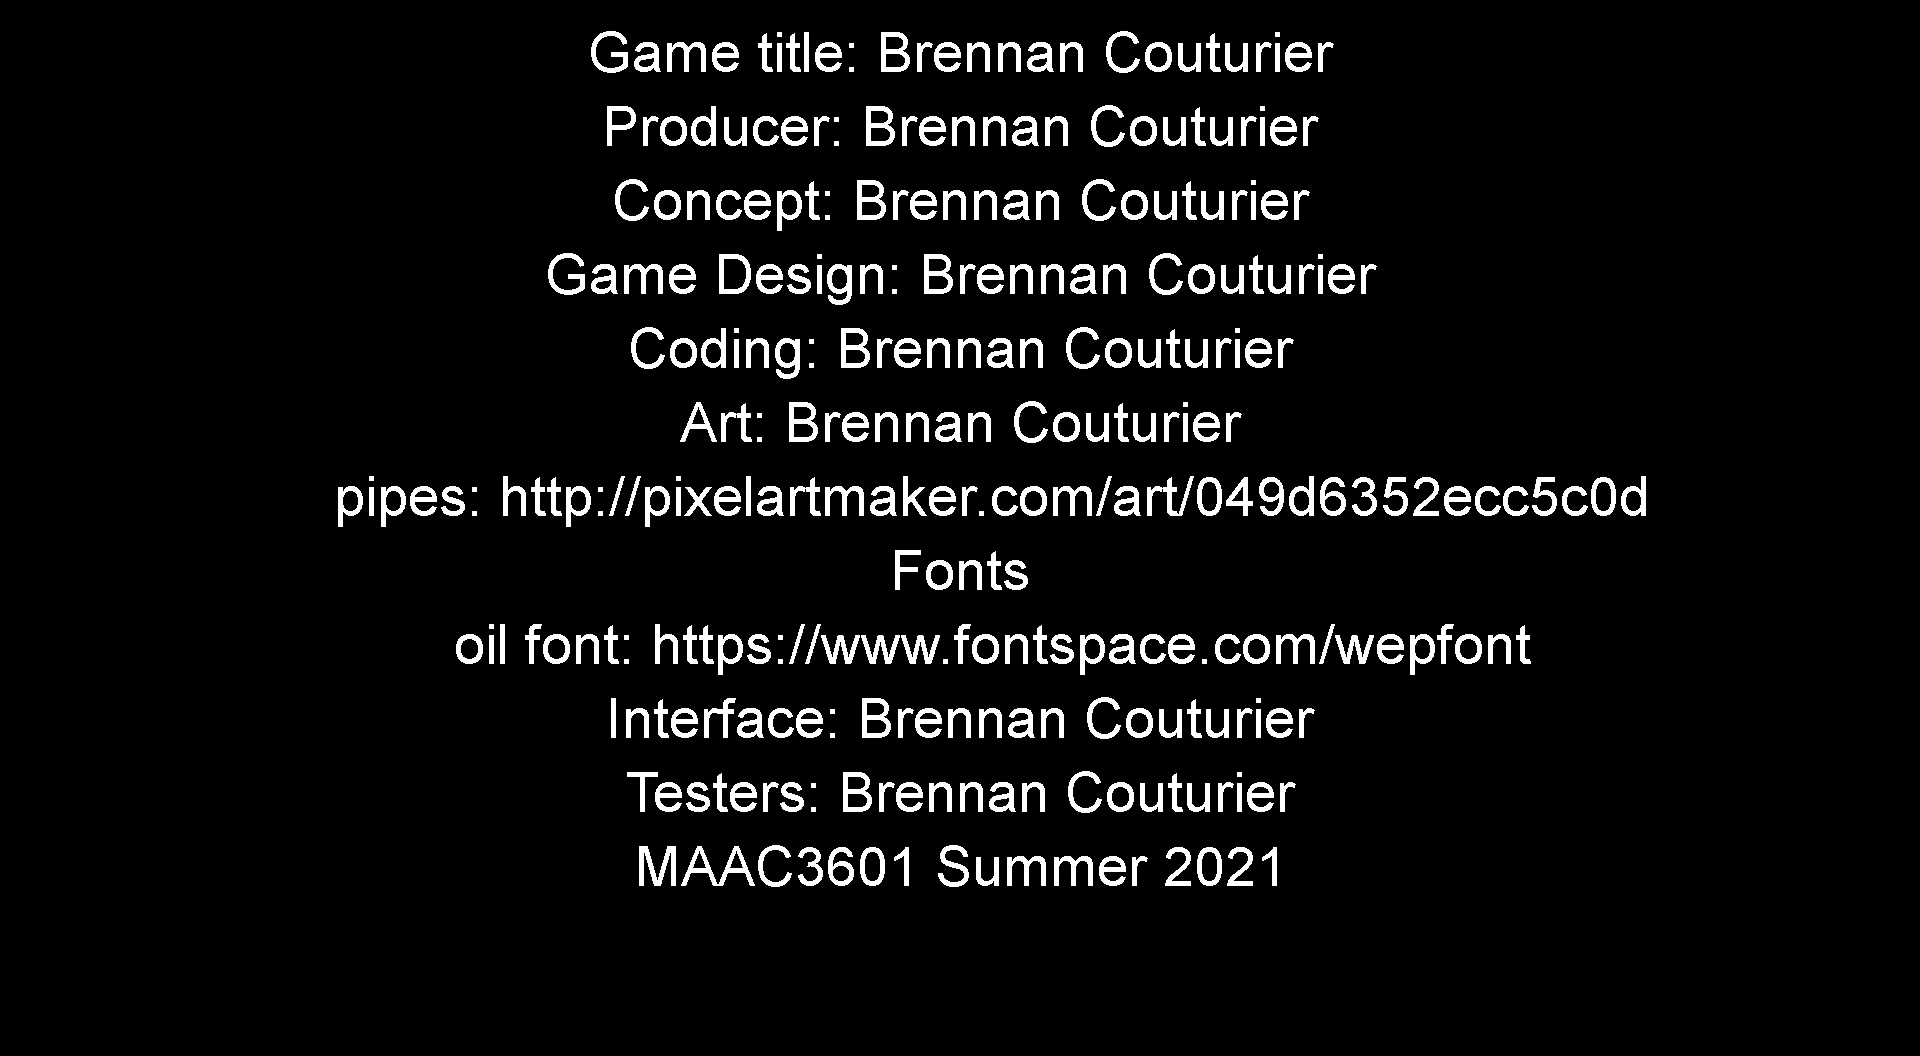 Game title: Brennan Couturier
Producer: Brennan Couturier
Concept: Brennan Couturier
Game Design: Brennan Couturier
Coding: Brennan Couturier
Art: Brennan Couturier
pipes: http://pixelartmaker.com/art/049d6352ecc5c0d
Fonts
oil font: https://www.fontspace.com/wepfont
Interface: Brennan Couturier
Testers: Brennan Couturier
MAAC3601 Summer 2021